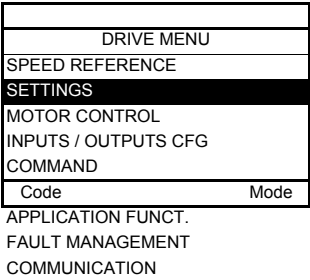 DRIVE MENU
SPEED REFERENCE
SETTINGS
MOTOR CONTROL
INPUTS / OUTPUTS CFG
COMMAND
Code Mode
APPLICATION FUNCT.
FAULT MANAGEMENT
COMMUNICATION